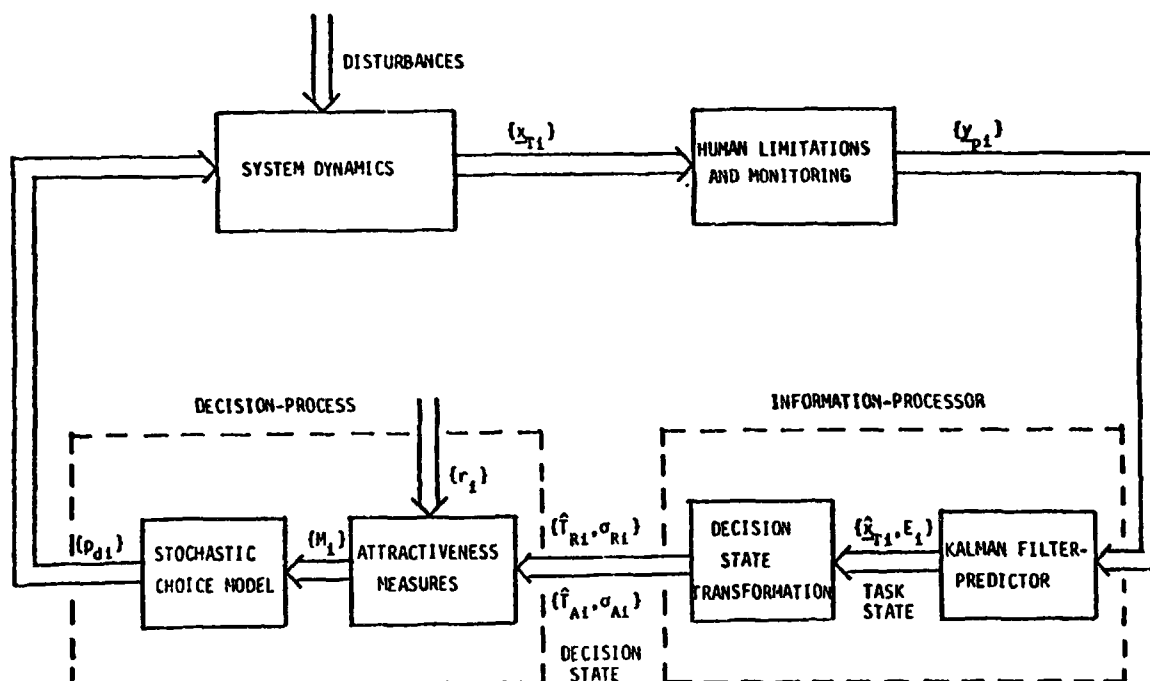 DISTURBANCES
SYSTEM DYNAMICS
{x_Ti}
HUMAN LIMITATIONS
AND MONITORING
{y_pi}
DECISION-PROCESS
INFORMATION-PROCESSOR
{r_i}
{p_di}
STOCHASTIC
CHOICE MODEL
{M_i}
ATTRACTIVENESS
MEASURES
{T̂_Ri, σ_Ri}
{T̂_Ai, σ_Ai}
DECISION
STATE
DECISION
STATE
TRANSFORMATION
{x̂_Ti, E_i}
TASK
STATE
KALMAN FILTER-
PREDICTOR